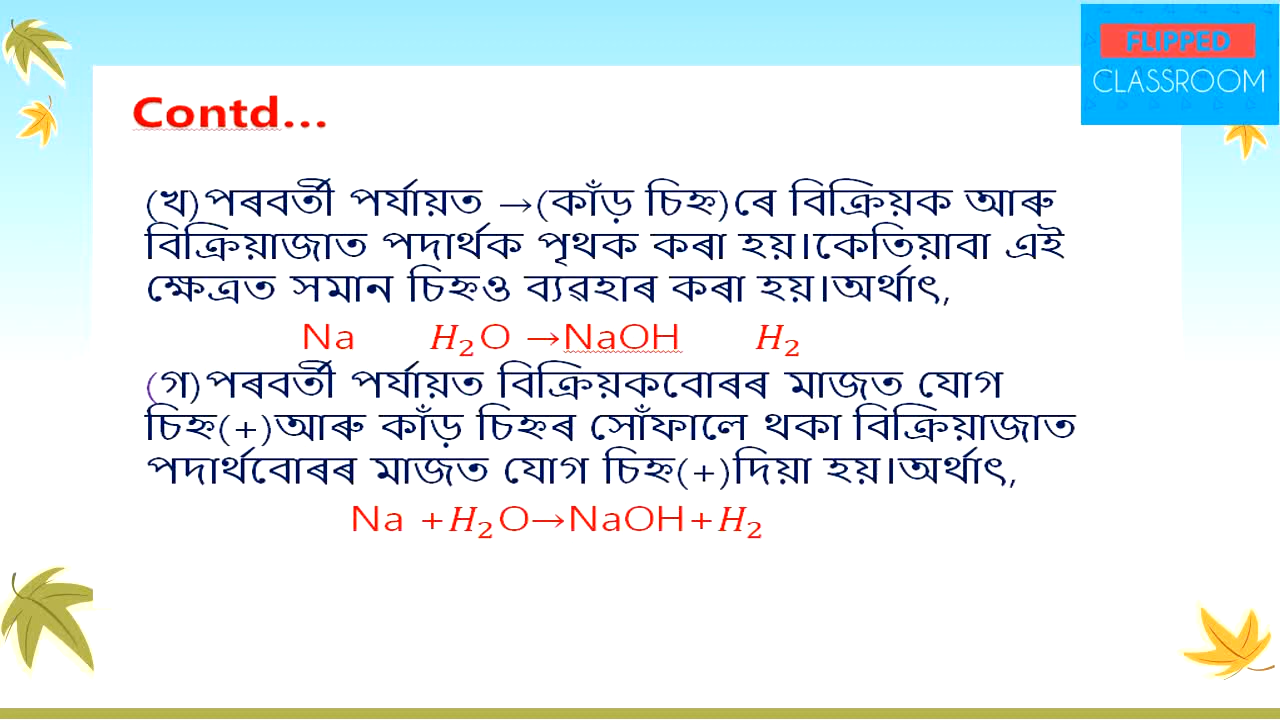 FLIPPED
CLASSROOM
Contd...
(খ)পৰবৰ্তী পৰ্যায়ত →(কাঁড় চিহ্ন)ৰে বিক্ৰিয়ক আৰু
বিক্ৰিয়াজাত পদাৰ্থক পৃথক কৰা হয়।কেতিয়াবা এই
ক্ষেত্ৰত সমান চিহ্নও ব্যৱহাৰ কৰা হয়।অৰ্থাৎ,
Na H₂O →NaOH H₂
(গ)পৰবৰ্তী পৰ্যায়ত বিক্ৰিয়কবোৰৰ মাজত যোগ
চিহ্ন(+)আৰু কাঁড় চিহ্নৰ সোঁফালে থকা বিক্ৰিয়াজাত
পদাৰ্থবোৰৰ মাজত যোগ চিহ্ন(+)দিয়া হয়।অৰ্থাৎ,
Na +H₂O→NaOH+H₂